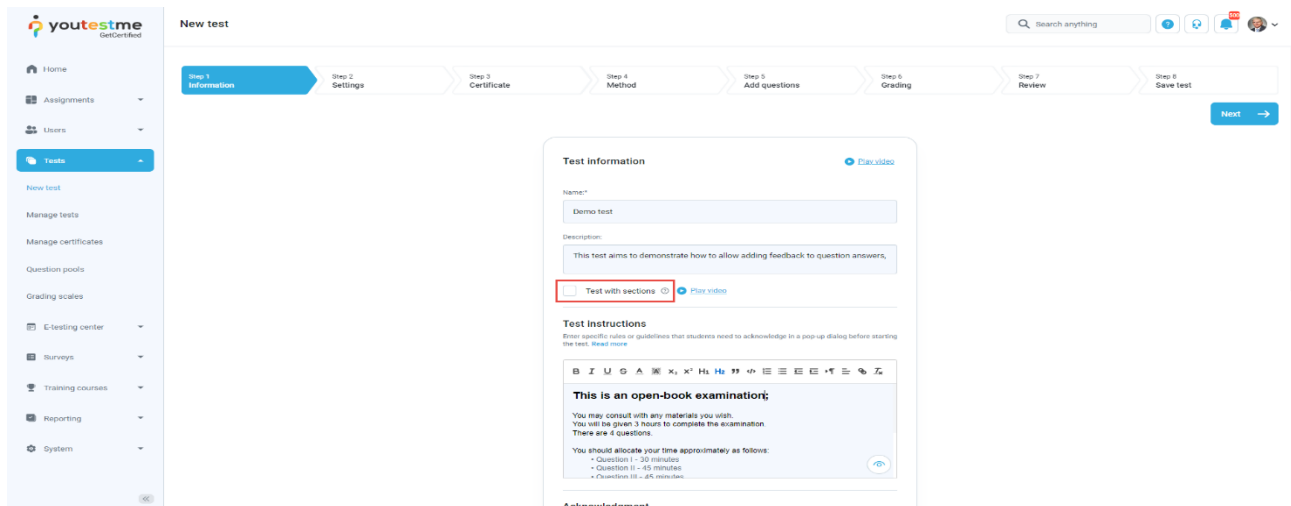 youtestme
GetCertified
New test
Search anything
Home
Assignments
Users
Tests
New test
Manage tests
Manage certificates
Question pools
Grading scales
E-testing center
Surveys
Training courses
Reporting
System
Step 1
Information
Step 2
Settings
Step 3
Certificate
Step 4
Method
Step 5
Add questions
Step 6
Grading
Step 7
Review
Step 8
Save test
Next
Test information
Play video
Name:*
Demo test
Description:
This test aims to demonstrate how to allow adding feedback to question answers,
Test with sections
Play video
Test Instructions
Enter specific rules or guidelines that students need to acknowledge in a pop-up dialog before starting
the test. Read more
This is an open-book examination;
You may consult with any materials you wish.
You will be given 3 hours to complete the examination.
There are 4 questions.
You should allocate your time approximately as follows:
• Question I – 30 minutes
• Question II – 45 minutes
• Question III – 45 minutes
Acknowledgment